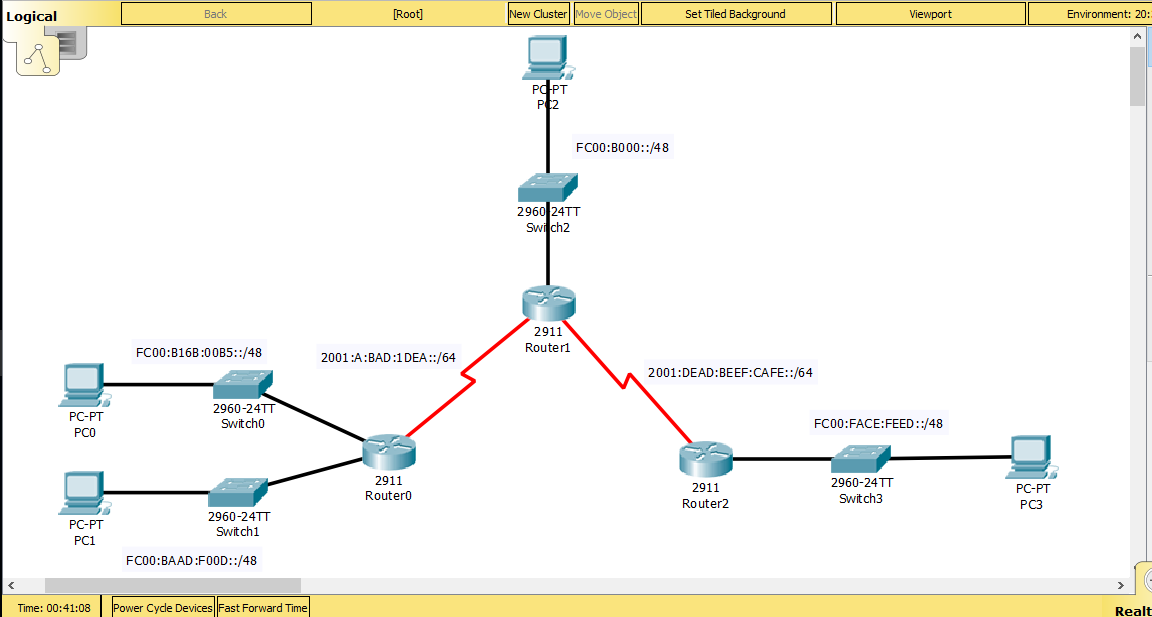 Logical
Back
[Root]
New Cluster
Move Object
Set Tiled Background
Viewport
Environment: 20:
PC-PT
PC2
FC00:B000::/48
2960-24TT
Switch2
2911
Router1
FC00:B16B:00B5::/48
2001:A:BAD:1DEA::/64
2001:DEAD:BEEF:CAFE::/64
PC-PT
PC0
2960-24TT
Switch0
FC00:FACE:FEED::/48
2911
Router0
2911
Router2
2960-24TT
Switch3
PC-PT
PC3
PC-PT
PC1
2960-24TT
Switch1
FC00:BAAD:F00D::/48
Time: 00:41:08
Power Cycle Devices
Fast Forward Time
Realt